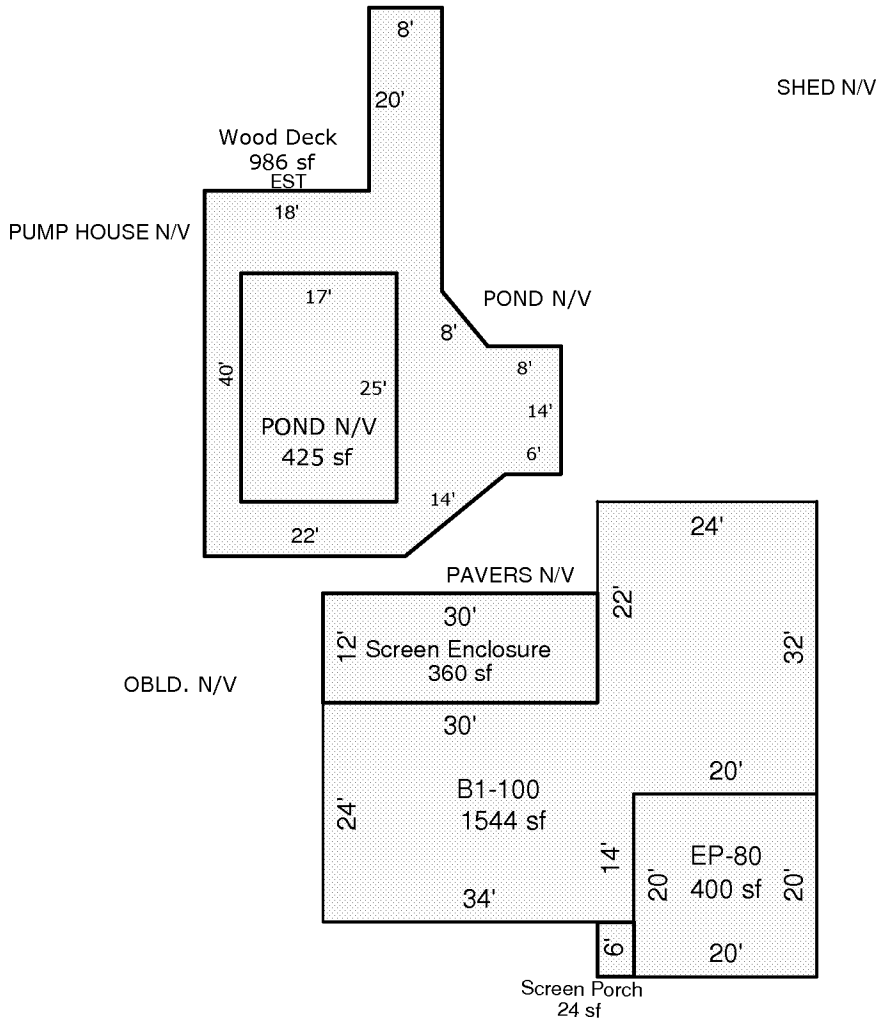 8'
SHED N/V
20'
Wood Deck
986 sf
EST
18'
PUMP HOUSE N/V
17'
POND N/V
8'
8'
40'
25'
14'
POND N/V
425 sf
6'
14'
22'
24'
PAVERS N/V
22'
30'
12'
Screen Enclosure
360 sf
32'
OBLD. N/V
30'
20'
B1-100
1544 sf
24'
14'
EP-80
400 sf
20'
20'
34'
6'
20'
Screen Porch
24 sf